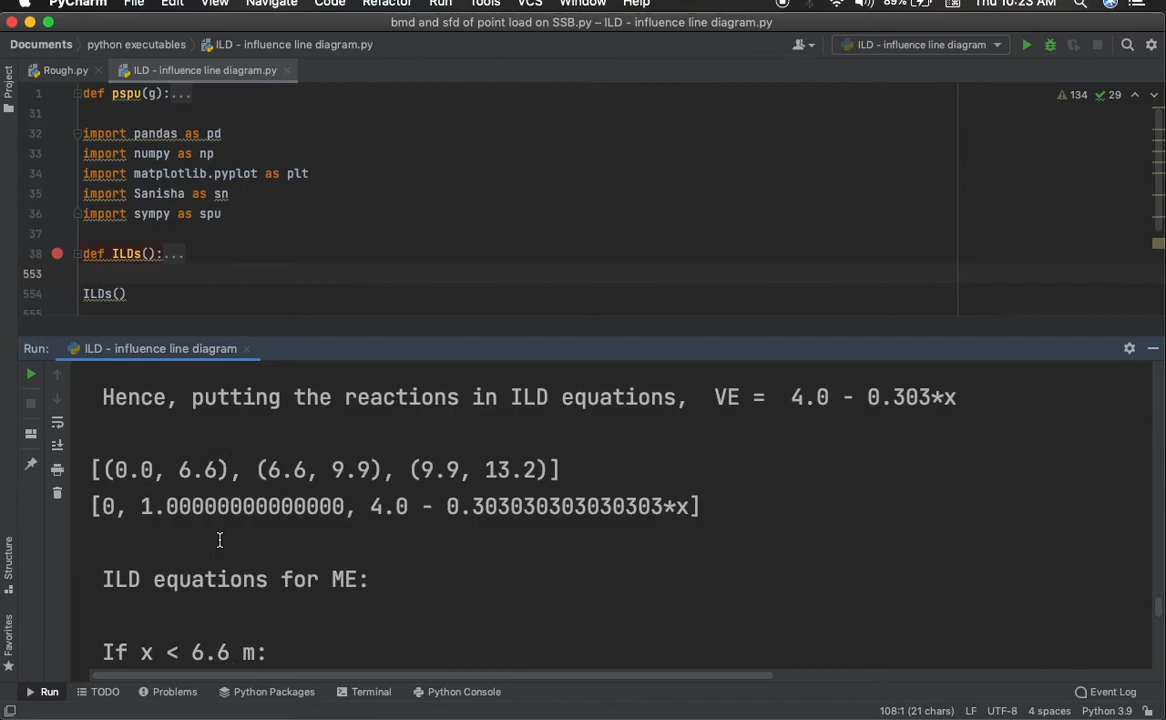 PyCharm File Edit View Navigate Code Refactor Run Tools VCS Window Help 89% Thu 10:23 AM
bmd and sfd of point load on SSB.py – ILD - influence line diagram.py
Documents python executables ILD - influence line diagram.py ILD - influence line diagram
Project Rough.py ILD - influence line diagram.py
1 def pspu(g):... 134 29
31
32 import pandas as pd
33 import numpy as np
34 import matplotlib.pyplot as plt
35 import Sanisha as sn
36 import sympy as spu
37
38 def ILDs():...
553
554 ILDs()
555
Run: ILD - influence line diagram
Hence, putting the reactions in ILD equations, VE = 4.0 - 0.303*x
[(0.0, 6.6), (6.6, 9.9), (9.9, 13.2)]
[0, 1.00000000000000, 4.0 - 0.303030303030303*x]
ILD equations for ME:
If x < 6.6 m:
Structure
Favorites
Run TODO Problems Python Packages Terminal Python Console Event Log
108:1 (21 chars) LF UTF-8 4 spaces Python 3.9